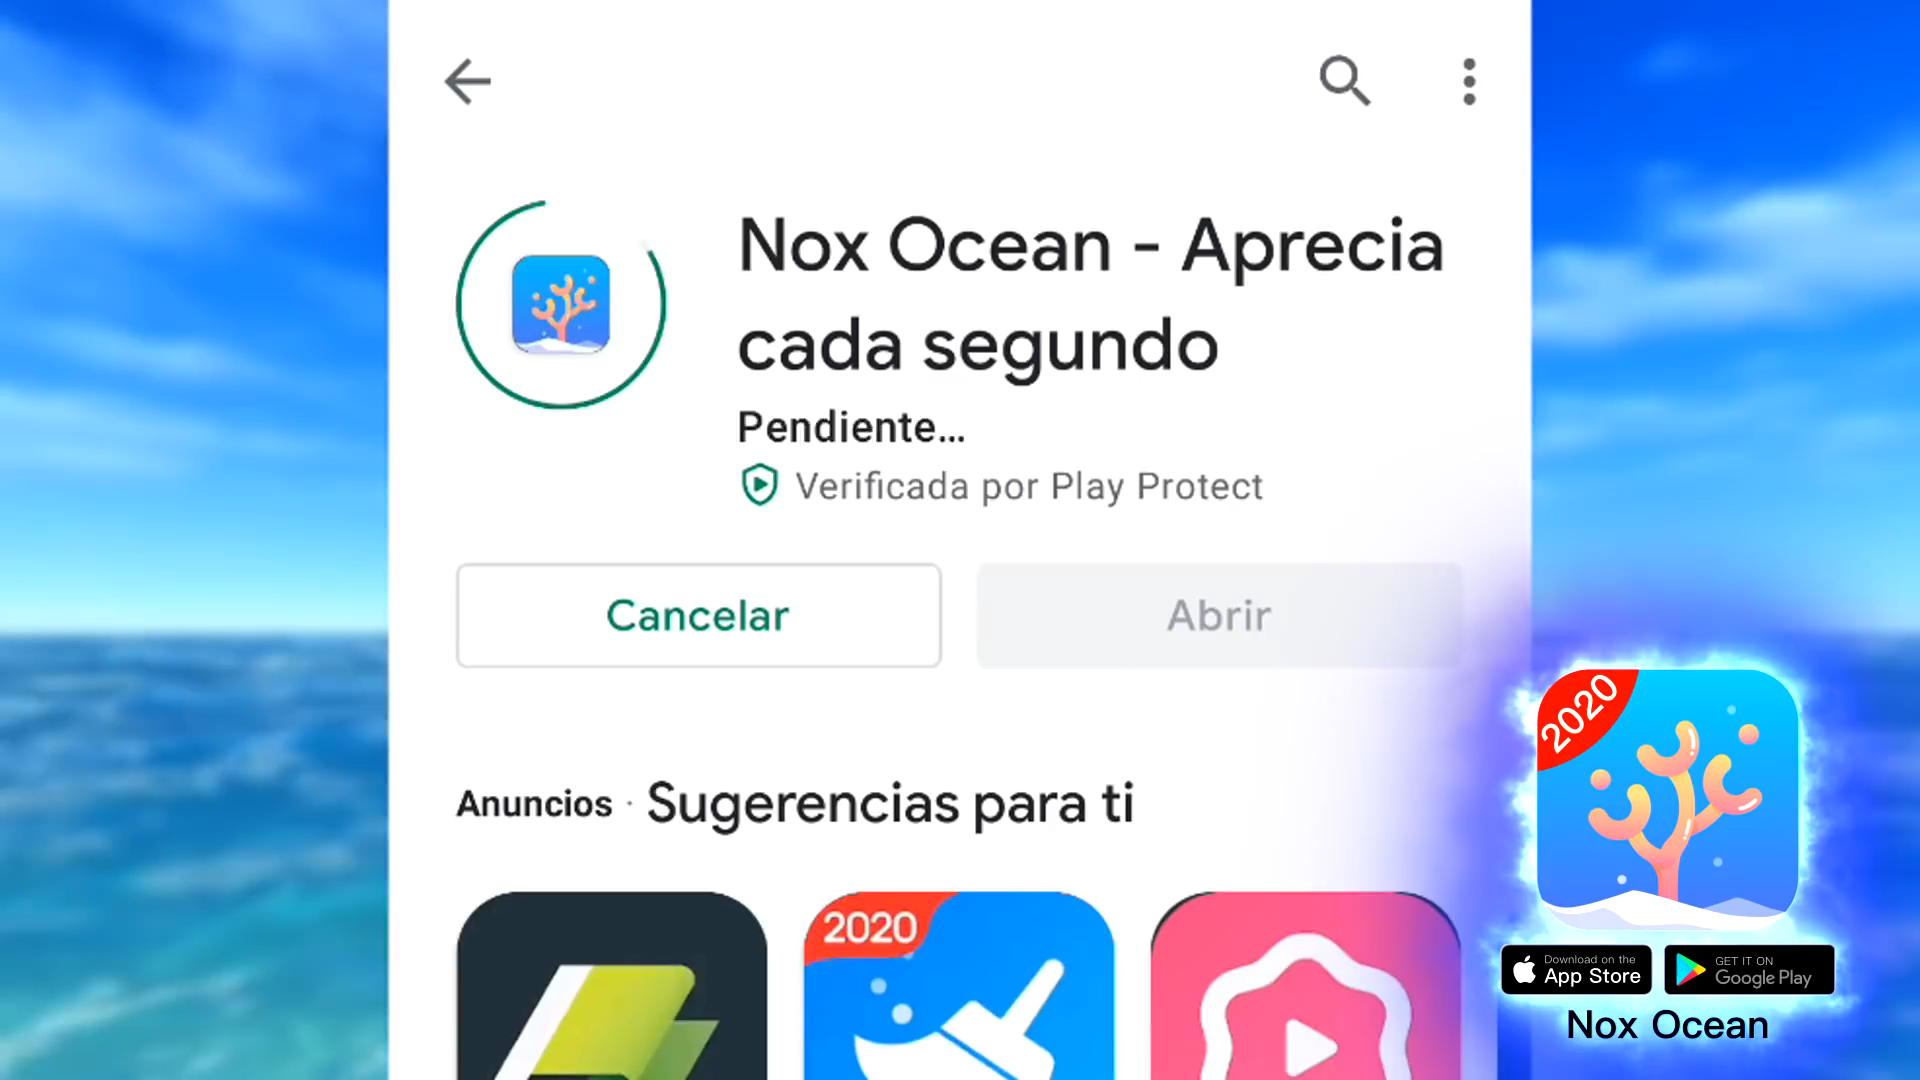 Nox Ocean - Aprecia
cada segundo
Pendiente...
Verificada por Play Protect
Cancelar
Abrir
Anuncios · Sugerencias para ti
2020
2020
Download on the
App Store
GET IT ON
Google Play
Nox Ocean